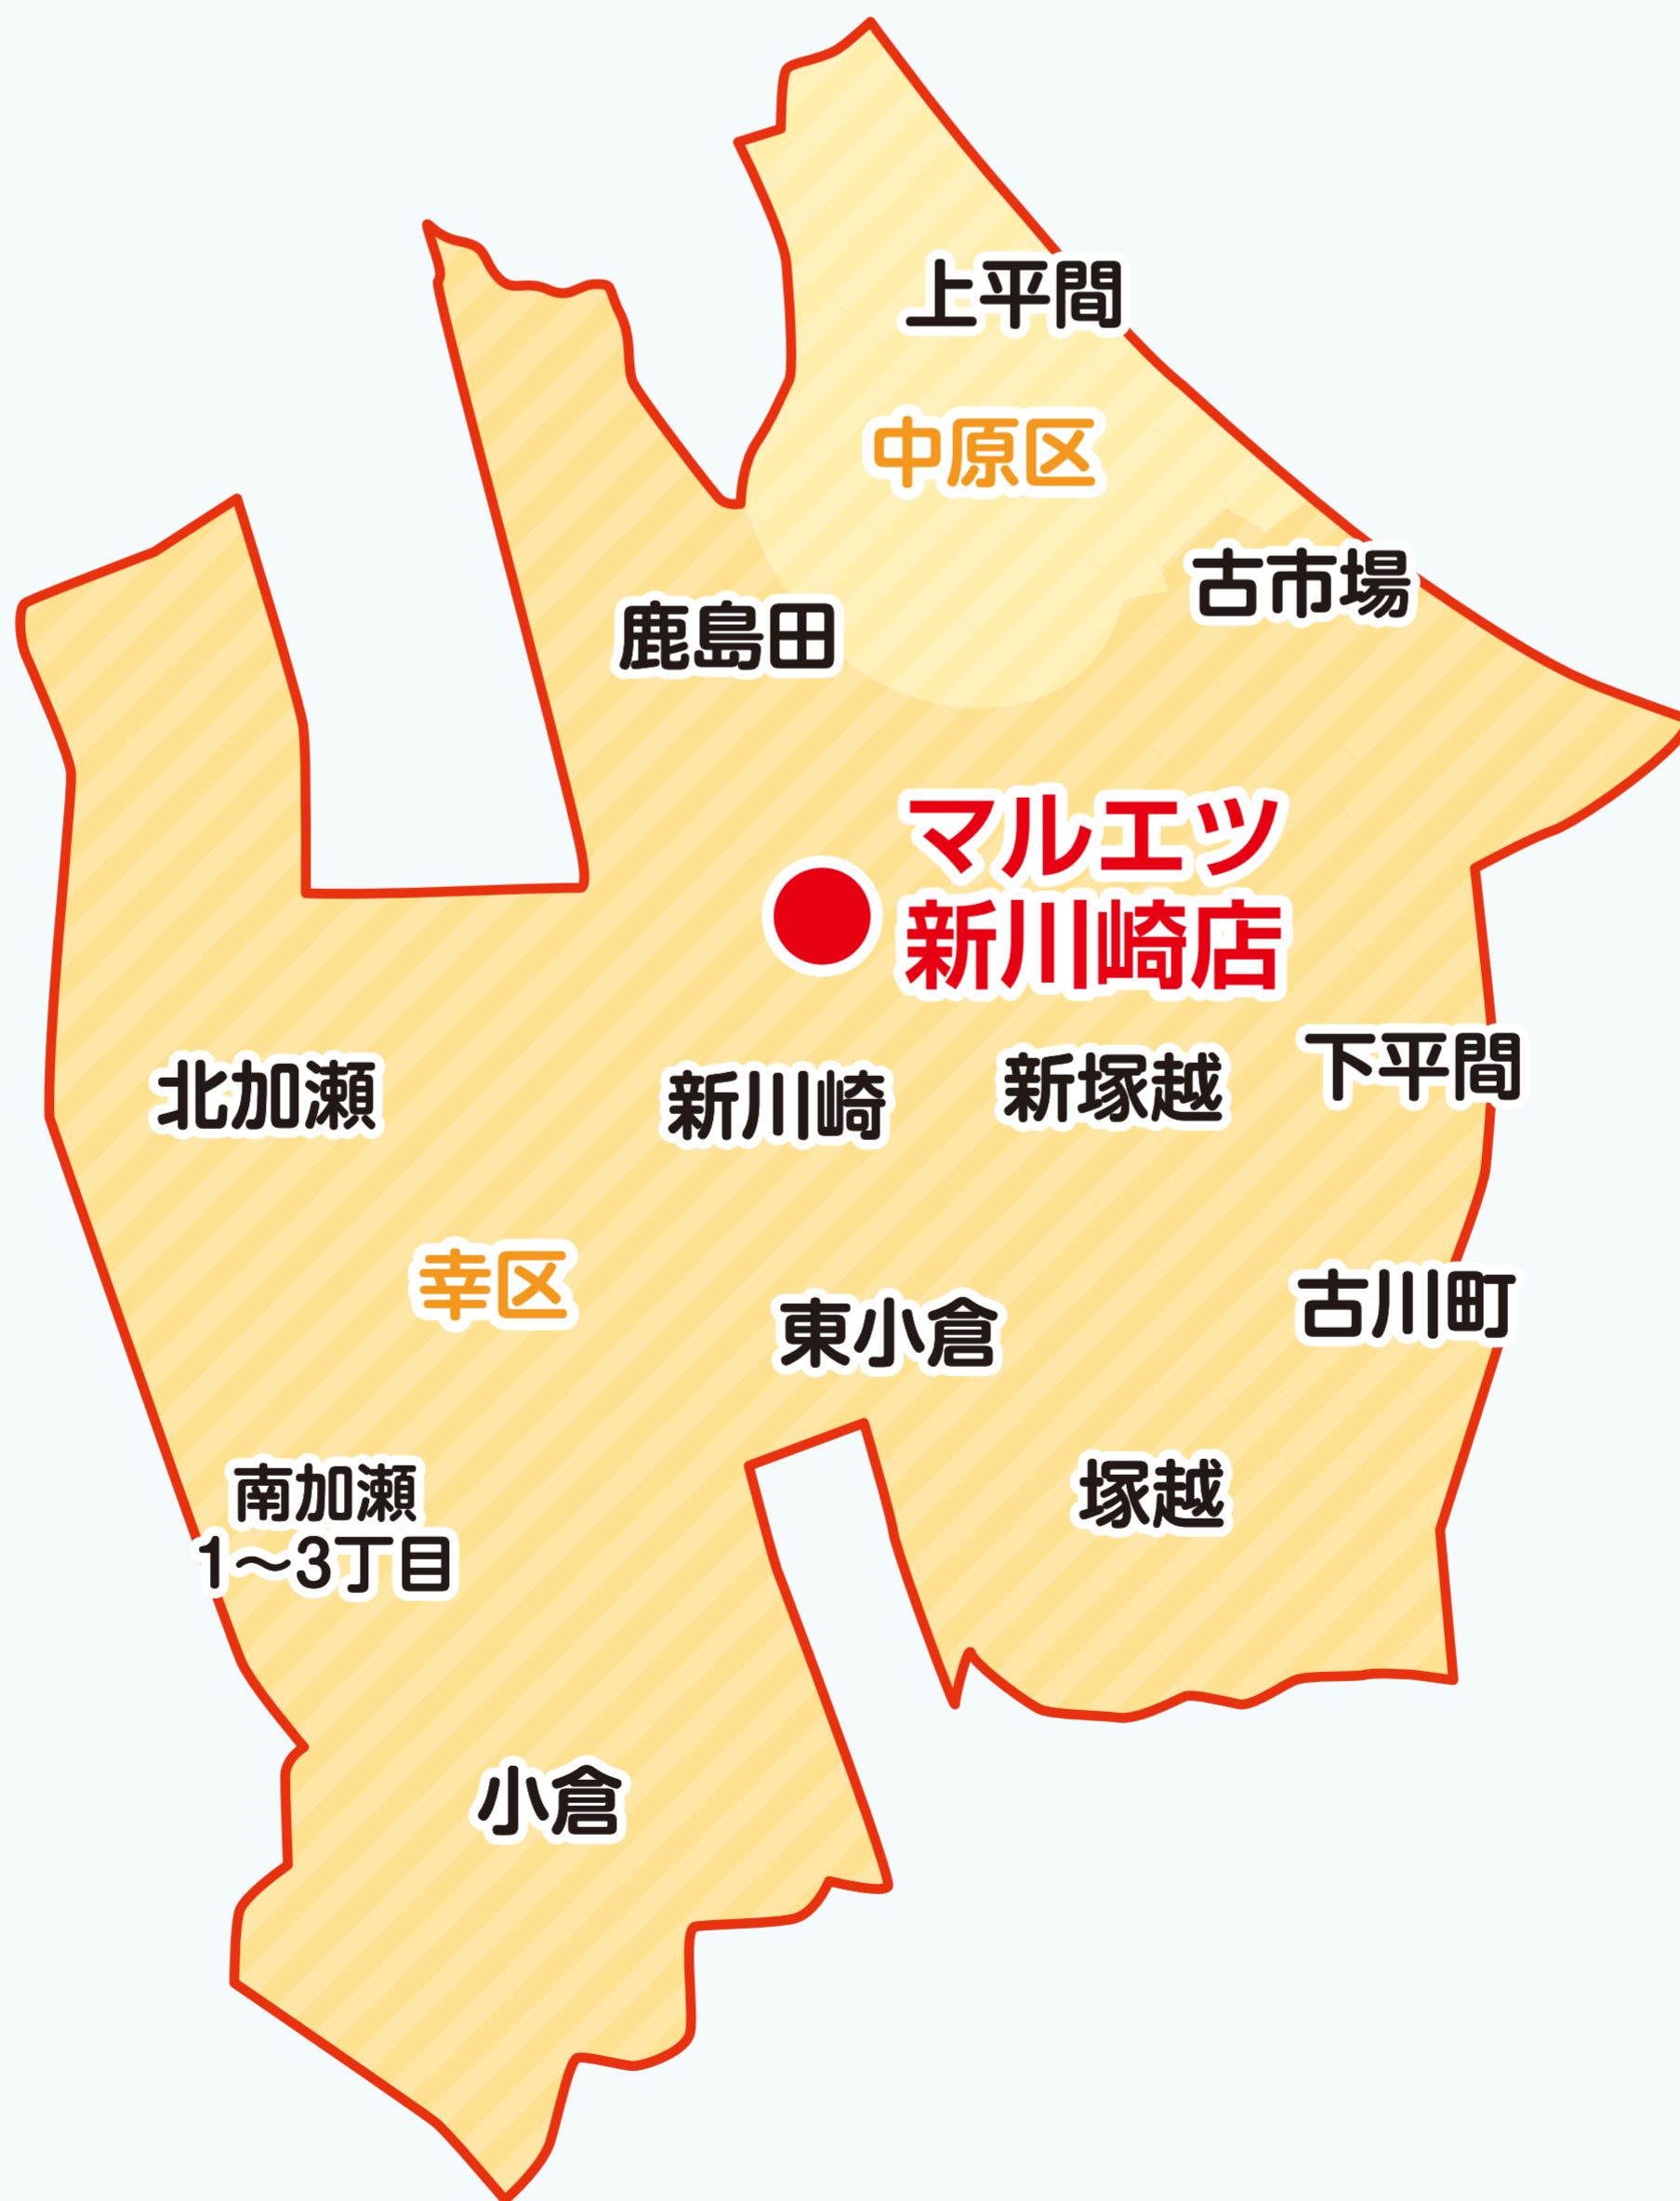 上平間
中原区
古市場
鹿島田
マルエツ
新川崎店
北加瀬
新川崎
新塚越
下平間
幸区
東小倉
古川町
南加瀬
1～3丁目
塚越
小倉